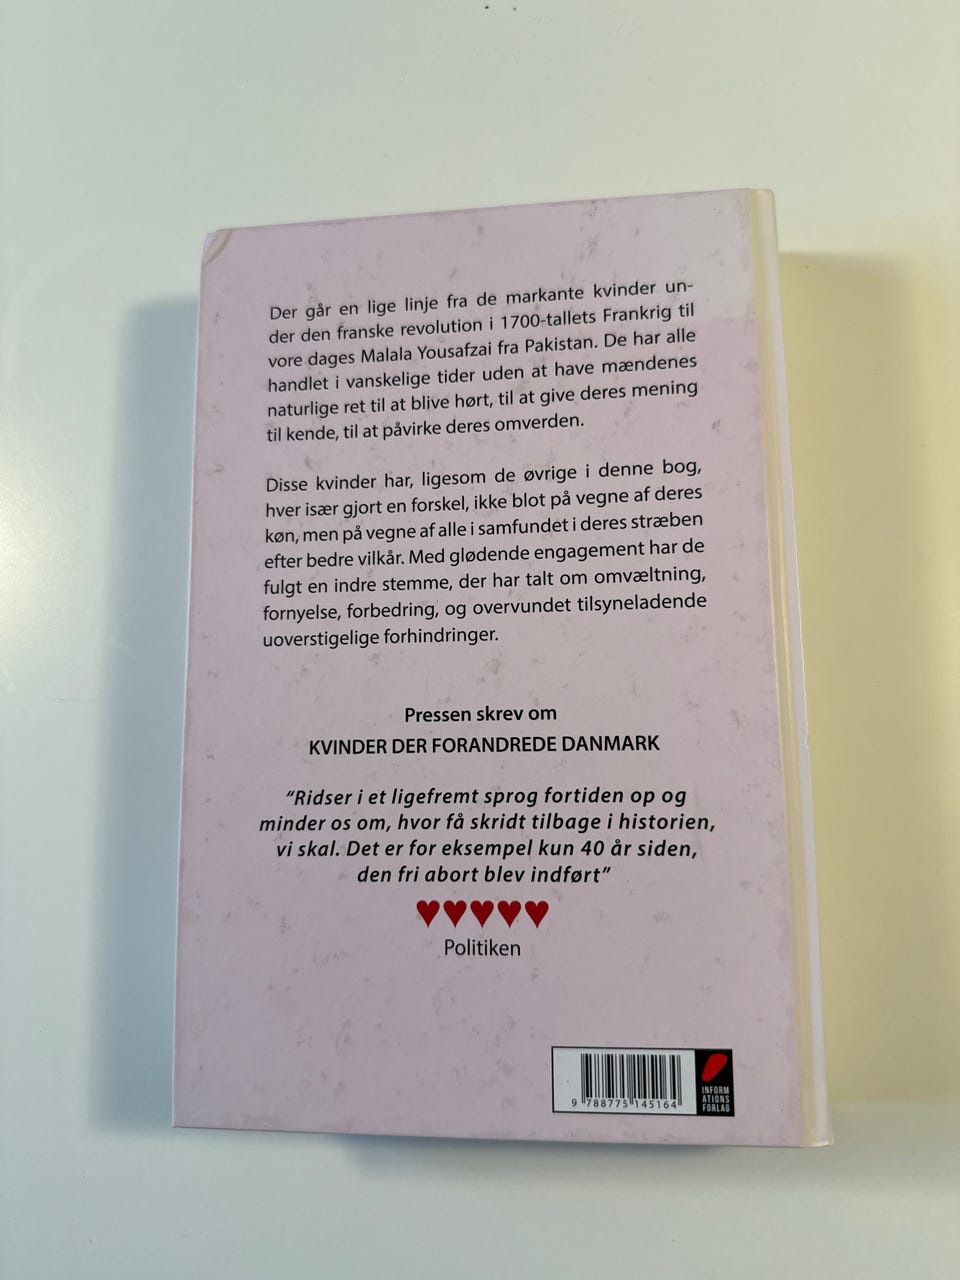 Der går en lige linje fra de markante kvinder un-
der den franske revolution i 1700-tallets Frankrig til
vore dages Malala Yousafzai fra Pakistan. De har alle
handlet i vanskelige tider uden at have mændenes
naturlige ret til at blive hørt, til at give deres mening
til kende, til at påvirke deres omverden.
Disse kvinder har, ligesom de øvrige i denne bog,
hver især gjort en forskel, ikke blot på vegne af deres
køn, men på vegne af alle i samfundet i deres stræben
efter bedre vilkår. Med glødende engagement har de
fulgt en indre stemme, der har talt om omvæltning,
fornyelse, forbedring, og overvundet tilsyneladende
uoverstigelige forhindringer.
Pressen skrev om
KVINDER DER FORANDREDE DANMARK
“Ridser i et ligefremt sprog fortiden op og
minder os om, hvor få skridt tilbage i historien,
vi skal. Det er for eksempel kun 40 år siden,
den fri abort blev indført”
Politiken
9 788775 145164
INFORM
ATIONS
FORLAG